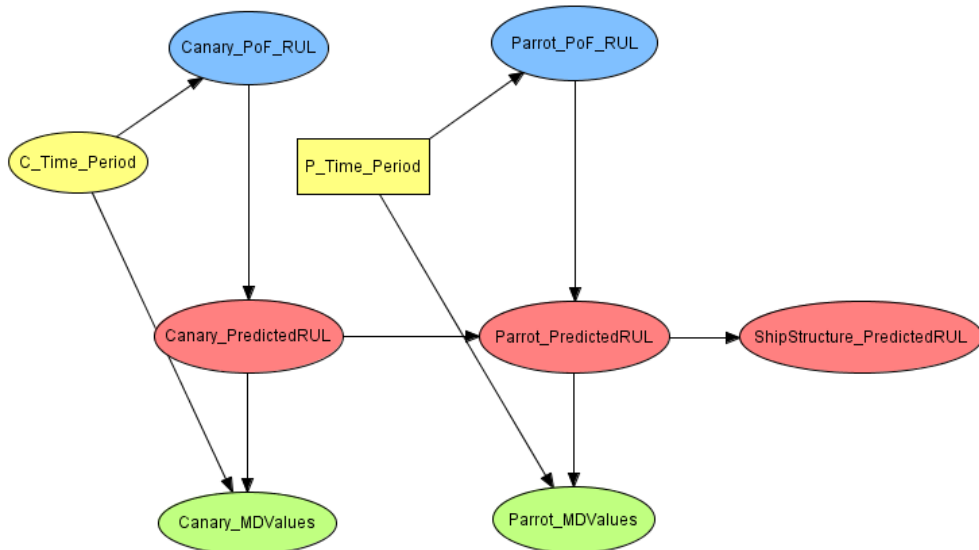 Canary_PoF_RUL
Parrot_PoF_RUL
C_Time_Period
P_Time_Period
Canary_PredictedRUL
Parrot_PredictedRUL
ShipStructure_PredictedRUL
Canary_MDValues
Parrot_MDValues